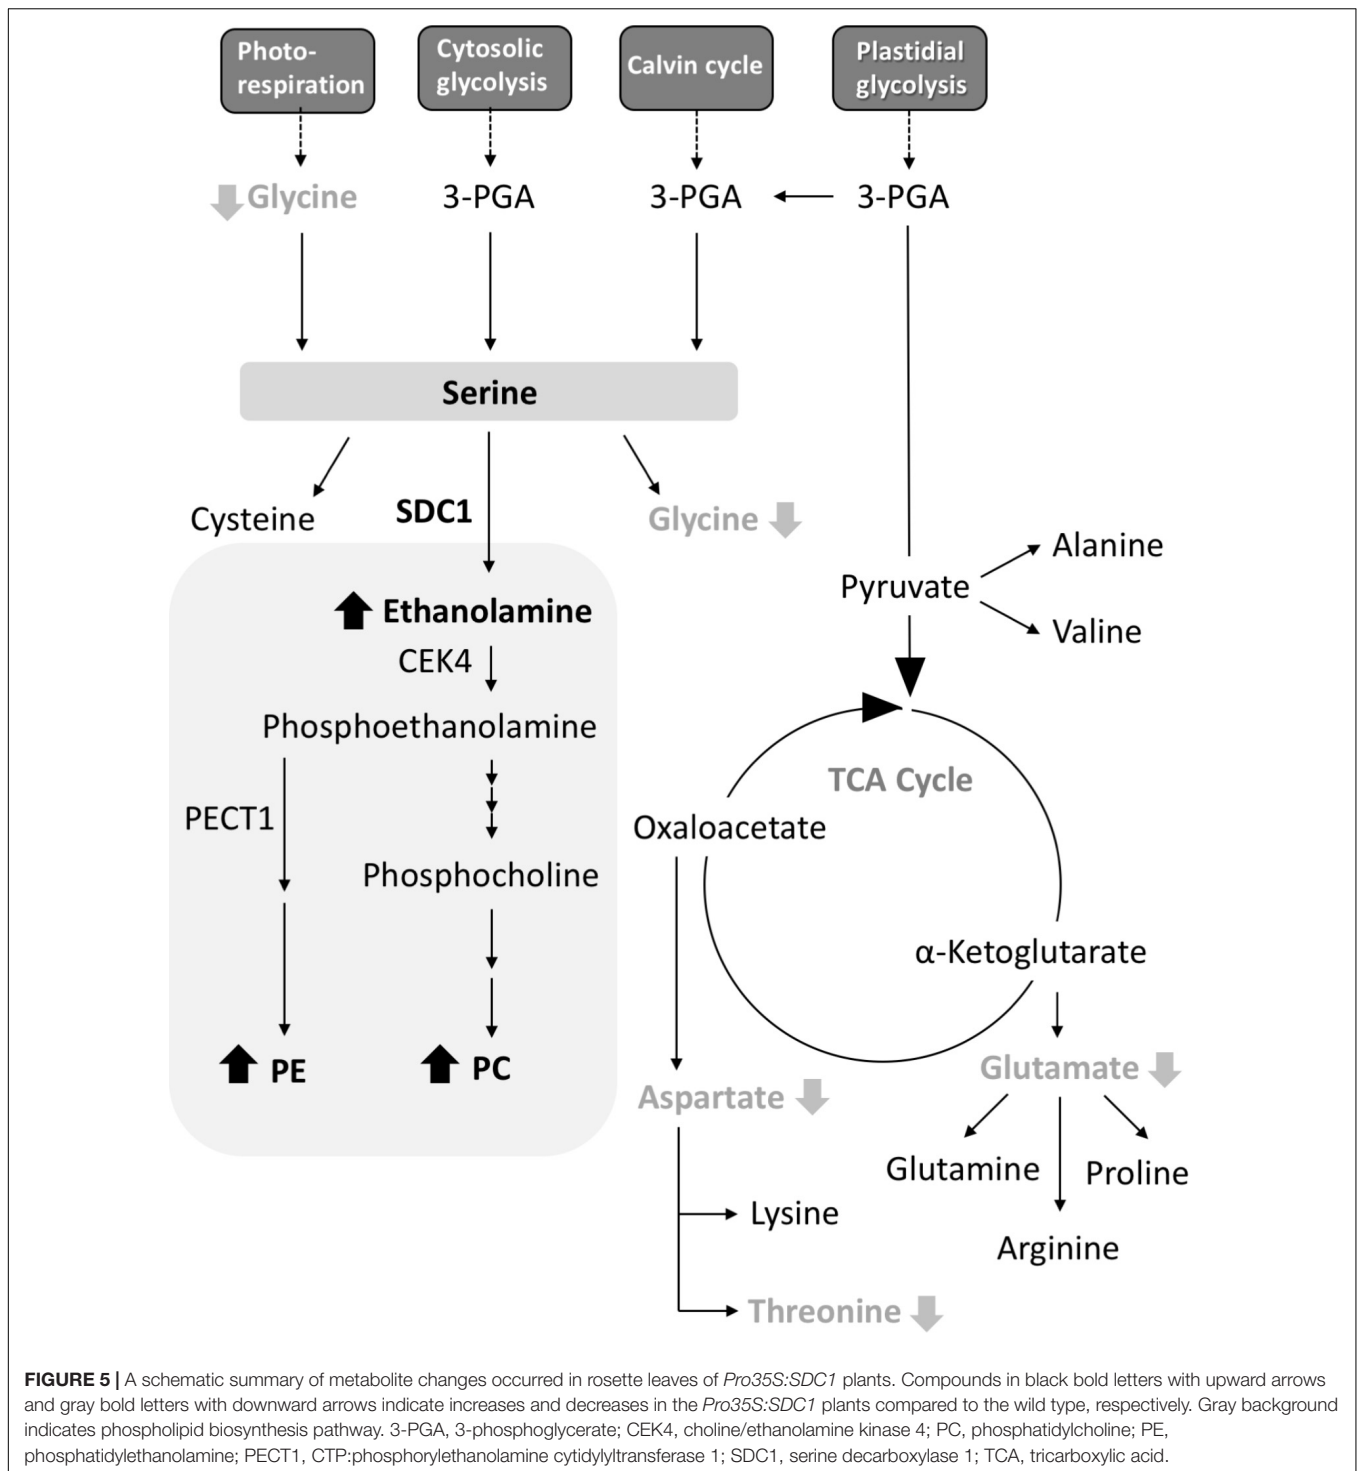 Photo-
respiration
Cytosolic
glycolysis
Calvin cycle
Plastidial
glycolysis
Glycine
3-PGA
3-PGA
3-PGA
Serine
Cysteine
SDC1
Glycine
Alanine
Pyruvate
Valine
Ethanolamine
CEK4
Phosphoethanolamine
TCA Cycle
PECT1
Oxaloacetate
Phosphocholine
α-Ketoglutarate
PE
PC
Glutamate
Aspartate
Glutamine
Proline
Lysine
Arginine
Threonine
FIGURE 5 | A schematic summary of metabolite changes occurred in rosette leaves of Pro35S:SDC1 plants. Compounds in black bold letters with upward arrows
and gray bold letters with downward arrows indicate increases and decreases in the Pro35S:SDC1 plants compared to the wild type, respectively. Gray background
indicates phospholipid biosynthesis pathway. 3-PGA, 3-phosphoglycerate; CEK4, choline/ethanolamine kinase 4; PC, phosphatidylcholine; PE,
phosphatidylethanolamine; PECT1, CTP:phosphorylethanolamine cytidylyltransferase 1; SDC1, serine decarboxylase 1; TCA, tricarboxylic acid.